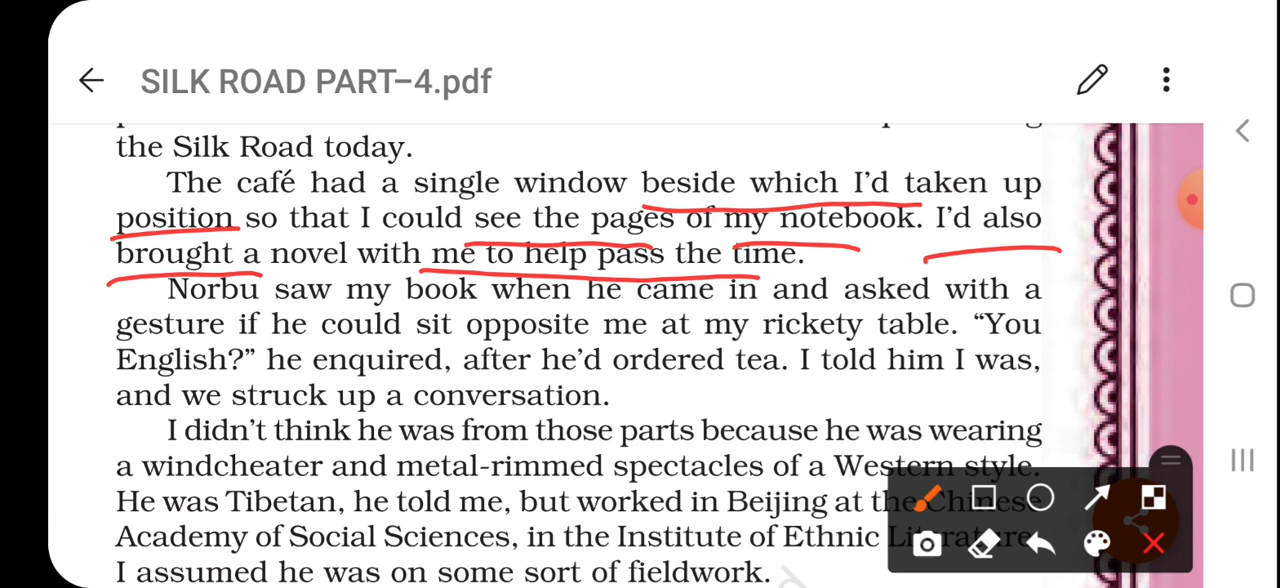 SILK ROAD PART–4.pdf
the Silk Road today.
The café had a single window beside which I'd taken up
position so that I could see the pages of my notebook. I'd also
brought a novel with me to help pass the time.
Norbu saw my book when he came in and asked with a
gesture if he could sit opposite me at my rickety table. “You
English?” he enquired, after he'd ordered tea. I told him I was,
and we struck up a conversation.
I didn't think he was from those parts because he was wearing
a windcheater and metal-rimmed spectacles of a Western style.
He was Tibetan, he told me, but worked in Beijing at the Chinese
Academy of Social Sciences, in the Institute of Ethnic Literature.
I assumed he was on some sort of fieldwork.